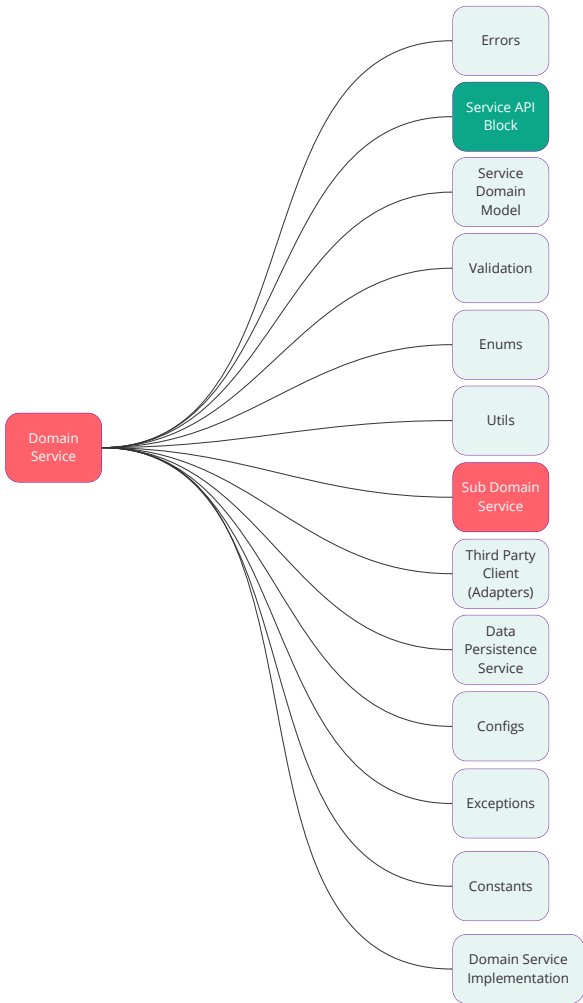 Errors
Service API
Block
Service
Domain
Model
Validation
Enums
Utils
Domain
Service
Sub Domain
Service
Third Party
Client
(Adapters)
Data
Persistence
Service
Configs
Exceptions
Constants
Domain Service
Implementation